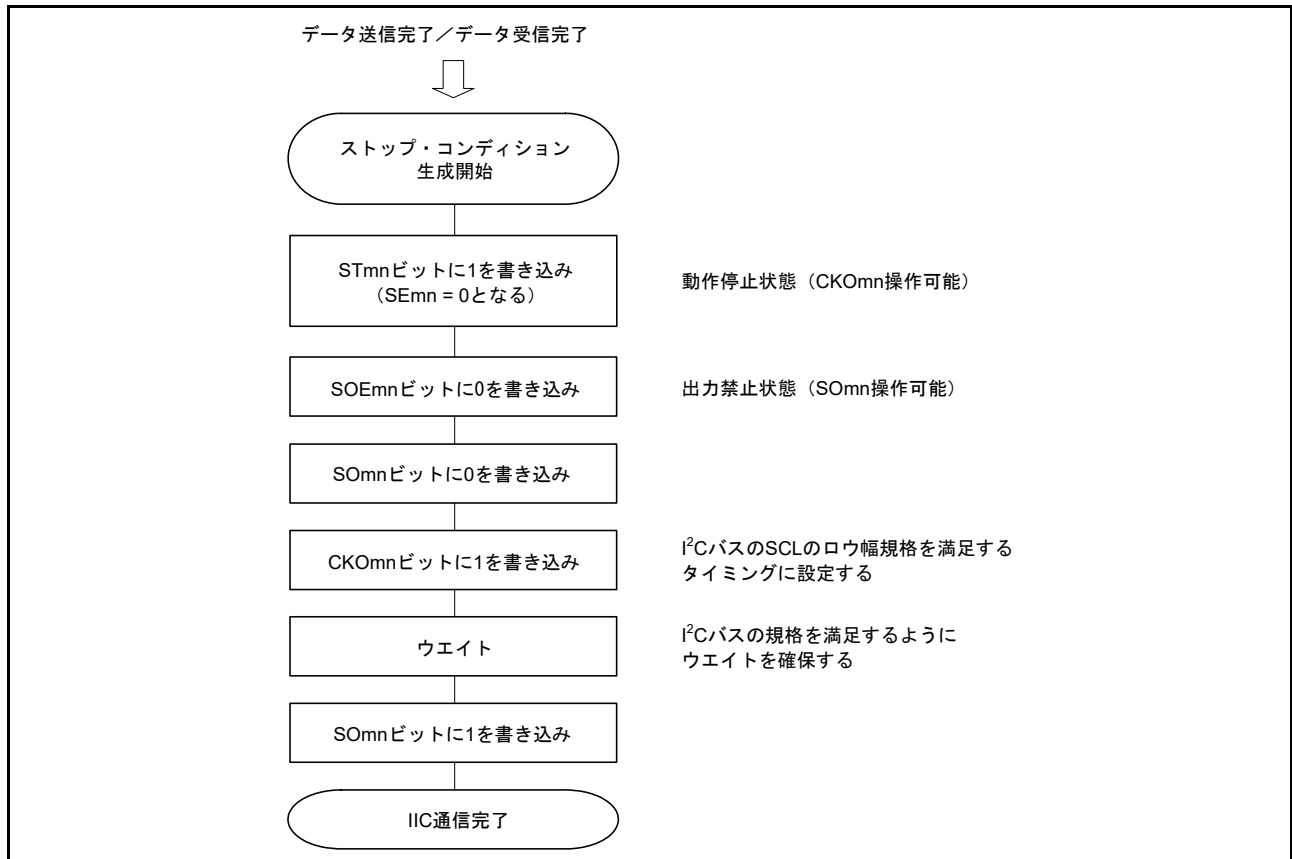 データ送信完了／データ受信完了
ストップ・コンディション
生成開始
STmnビットに1を書き込み
（SEmn = 0となる）
動作停止状態（CKOmn操作可能）
SOEmnビットに0を書き込み
出力禁止状態（SOmn操作可能）
SOmnビットに0を書き込み
CKOmnビットに1を書き込み
I²CバスのSCLのロウ幅規格を満足する
タイミングに設定する
ウエイト
I²Cバスの規格を満足するように
ウエイトを確保する
SOmnビットに1を書き込み
IIC通信完了